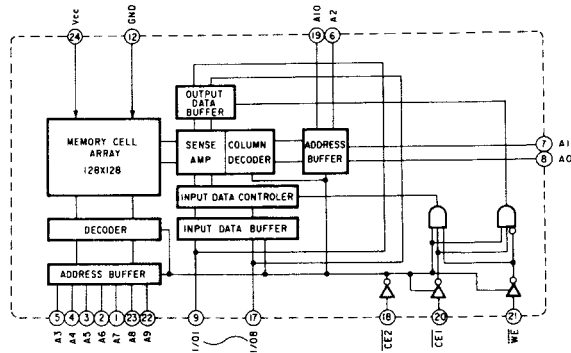 Vcc
GND
A10
A2
24
12
19
6
OUTPUT DATA BUFFER
MEMORY CELL ARRAY 128X128
SENSE AMP
COLUMN DECODER
ADDRESS BUFFER
7 A1
8 A0
INPUT DATA CONTROLER
DECODER
INPUT DATA BUFFER
ADDRESS BUFFER
5
4
3
2
1
23
22
9
17
18
20
21
A3
A4
A5
A6
A7
A8
A9
I/O1
I/O8
CE2
CE1
WE